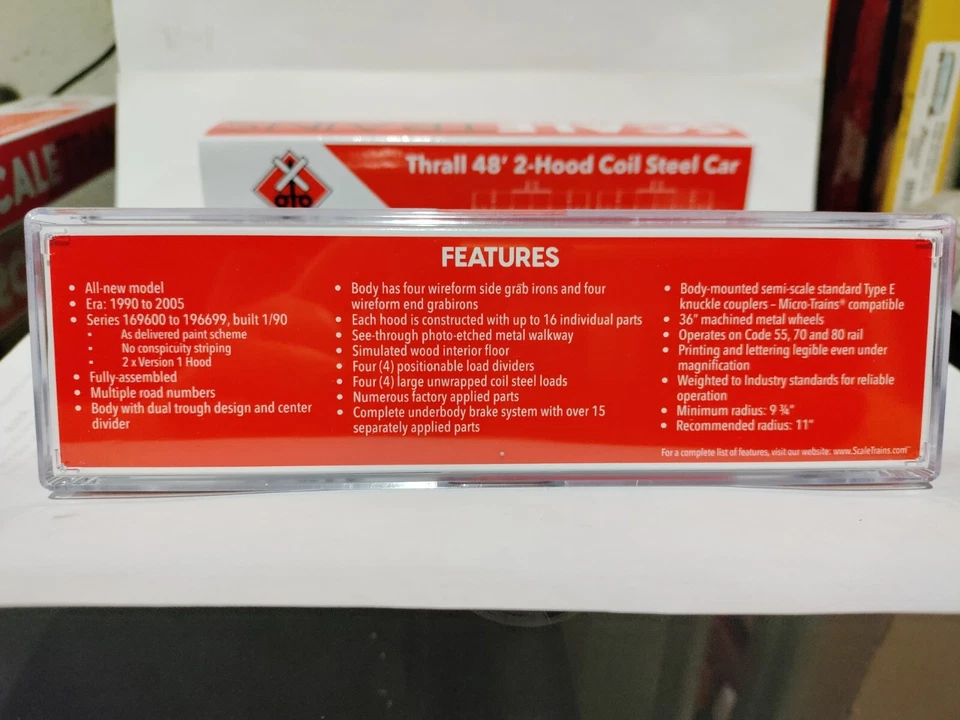 CALE
Thrall 48' 2-Hood Coil Steel Car
FEATURES
• All-new model
• Era: 1990 to 2005
• Series 169600 to 196699, built 1/90
• As delivered paint scheme
• No conspicuity striping
• 2 x Version 1 Hood
• Fully-assembled
• Multiple road numbers
• Body with dual trough design and center
divider
• Body has four wireform side grab irons and four
wireform end grabirons
• Each hood is constructed with up to 16 individual parts
• See-through photo-etched metal walkway
• Simulated wood interior floor
• Four (4) positionable load dividers
• Four (4) large unwrapped coil steel loads
• Numerous factory applied parts
• Complete underbody brake system with over 15
separately applied parts
• Body-mounted semi-scale standard Type E
knuckle couplers – Micro-Trains® compatible
• 36" machined metal wheels
• Operates on Code 55, 70 and 80 rail
• Printing and lettering legible even under
magnification
• Weighted to Industry standards for reliable
operation
• Minimum radius: 9 ¾"
• Recommended radius: 11"
For a complete list of features, visit our website: www.ScaleTrains.com™